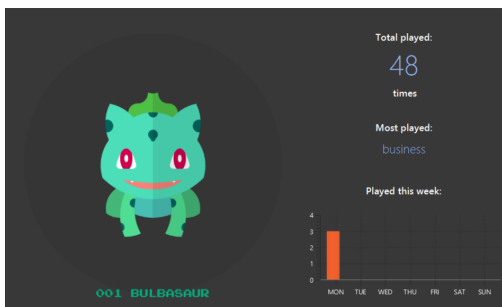 Total played:
48
times
Most played:
business
Played this week:
4
3
2
1
0
MON TUE WED THU FRI SAT SUN
001 BULBASAUR